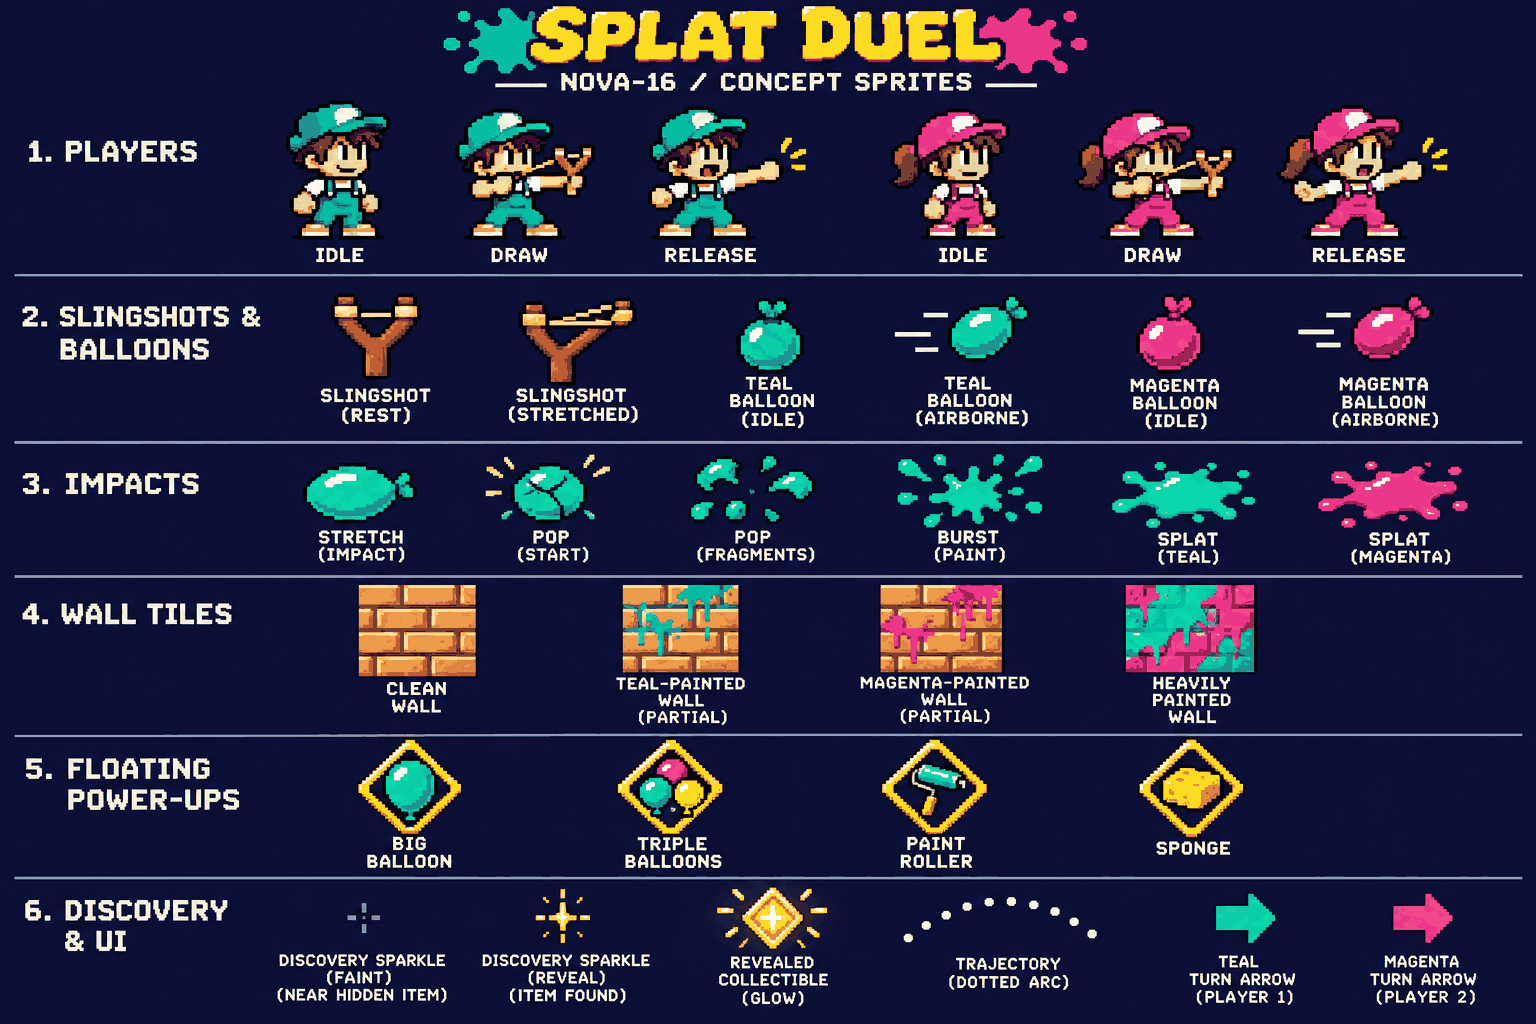 SPLAT DUEL
NOVA-16 / CONCEPT SPRITES
1. PLAYERS
IDLE
DRAW
RELEASE
IDLE
DRAW
RELEASE
2. SLINGSHOTS &
BALLOONS
SLINGSHOT
(REST)
SLINGSHOT
(STRETCHED)
TEAL
BALLOON
(IDLE)
TEAL
BALLOON
(AIRBORNE)
MAGENTA
BALLOON
(IDLE)
MAGENTA
BALLOON
(AIRBORNE)
3. IMPACTS
STRETCH
(IMPACT)
POP
(START)
POP
(FRAGMENTS)
BURST
(PAINT)
SPLAT
(TEAL)
SPLAT
(MAGENTA)
4. WALL TILES
CLEAN
WALL
TEAL-PAINTED
WALL
(PARTIAL)
MAGENTA-PAINTED
WALL
(PARTIAL)
HEAVILY
PAINTED
WALL
5. FLOATING
POWER-UPS
BIG
BALLOON
TRIPLE
BALLOONS
PAINT
ROLLER
SPONGE
6. DISCOVERY
& UI
DISCOVERY SPARKLE
(FAINT)
(NEAR HIDDEN ITEM)
DISCOVERY SPARKLE
(REVEAL)
(ITEM FOUND)
REVEALED
COLLECTIBLE
(GLOW)
TRAJECTORY
(DOTTED ARC)
TEAL
TURN ARROW
(PLAYER 1)
MAGENTA
TURN ARROW
(PLAYER 2)